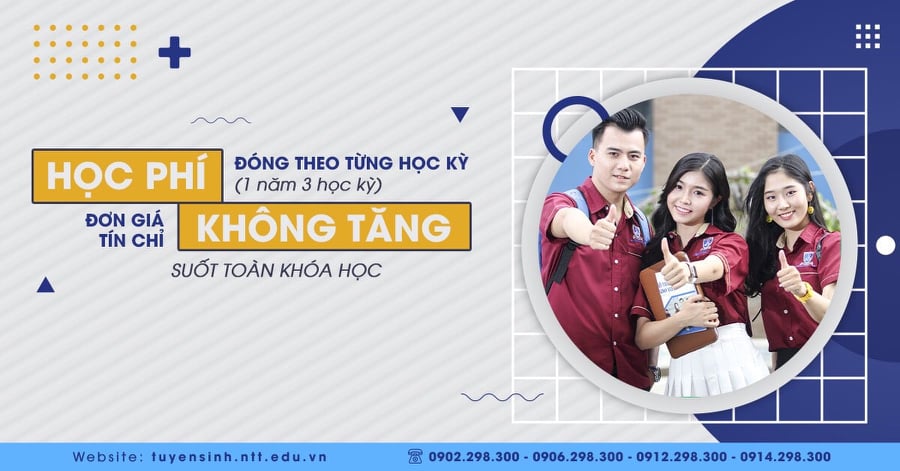 HỌC PHÍ
ĐÓNG THEO TỪNG HỌC KỲ
(1 năm 3 học kỳ)
ĐƠN GIÁ
TÍN CHỈ
KHÔNG TĂNG
SUỐT TOÀN KHÓA HỌC
Website: tuyensinh.ntt.edu.vn
☏ 0902.298.300 - 0906.298.300 - 0912.298.300 - 0914.298.300